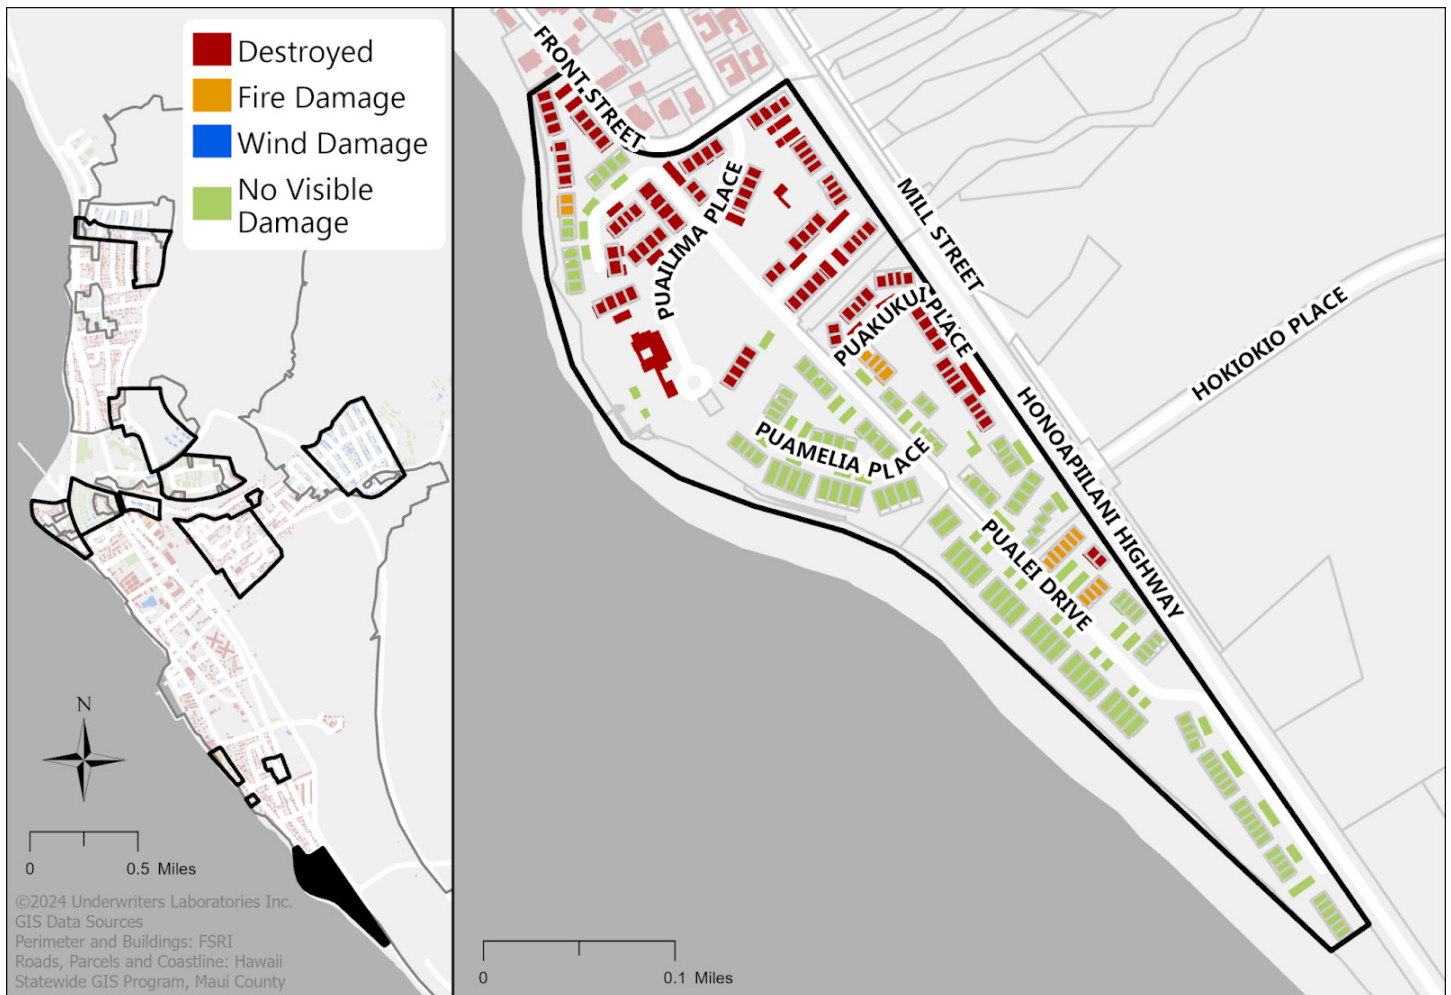 Destroyed
Fire Damage
Wind Damage
No Visible
Damage
N
0 0.5 Miles
©2024 Underwriters Laboratories Inc.
GIS Data Sources
Perimeter and Buildings: FSRI
Roads, Parcels and Coastline: Hawaii
Statewide GIS Program, Maui County
FRONT STREET
PUAILIMA PLACE
MILL STREET
PUAKUKUI PLACE
HOKIOKIO PLACE
HONOAPIILANI HIGHWAY
PUAMELIA PLACE
PUALEI DRIVE
0 0.1 Miles